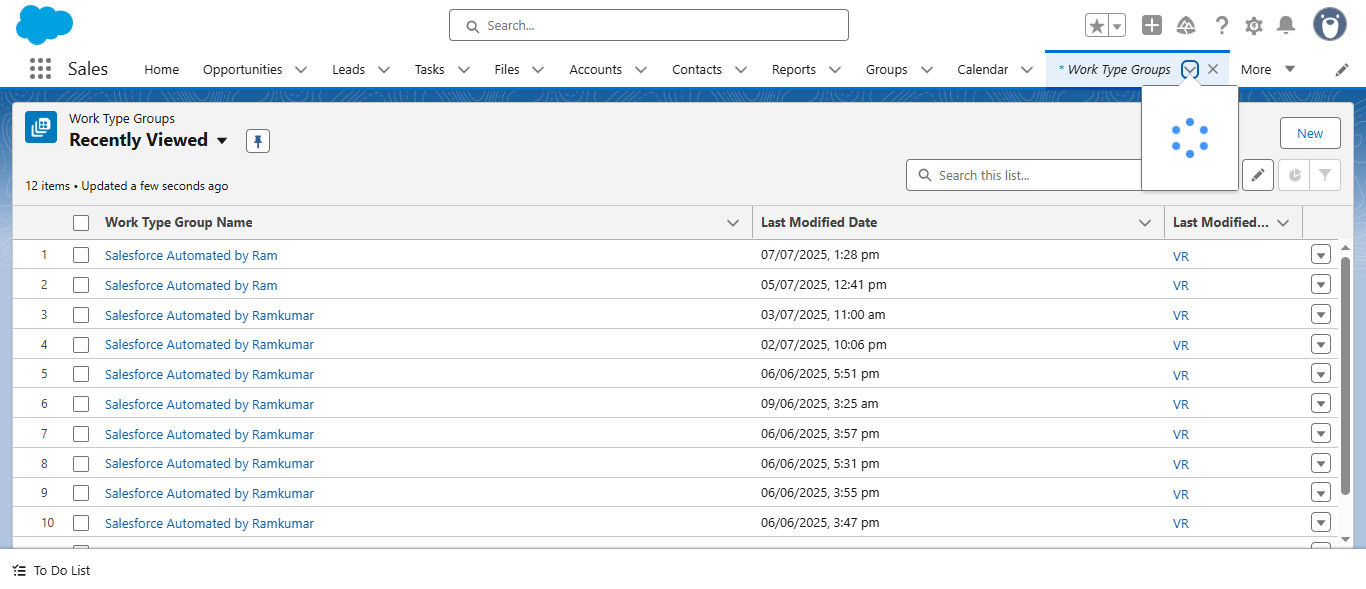 Search...
Sales
Home
Opportunities
Leads
Tasks
Files
Accounts
Contacts
Reports
Groups
Calendar
* Work Type Groups
More
Work Type Groups
Recently Viewed
New
12 items • Updated a few seconds ago
Search this list...
Work Type Group Name
Last Modified Date
Last Modified...
1 Salesforce Automated by Ram 07/07/2025, 1:28 pm VR
2 Salesforce Automated by Ram 05/07/2025, 12:41 pm VR
3 Salesforce Automated by Ramkumar 03/07/2025, 11:00 am VR
4 Salesforce Automated by Ramkumar 02/07/2025, 10:06 pm VR
5 Salesforce Automated by Ramkumar 06/06/2025, 5:51 pm VR
6 Salesforce Automated by Ramkumar 09/06/2025, 3:25 am VR
7 Salesforce Automated by Ramkumar 06/06/2025, 3:57 pm VR
8 Salesforce Automated by Ramkumar 06/06/2025, 5:31 pm VR
9 Salesforce Automated by Ramkumar 06/06/2025, 3:55 pm VR
10 Salesforce Automated by Ramkumar 06/06/2025, 3:47 pm VR
To Do List